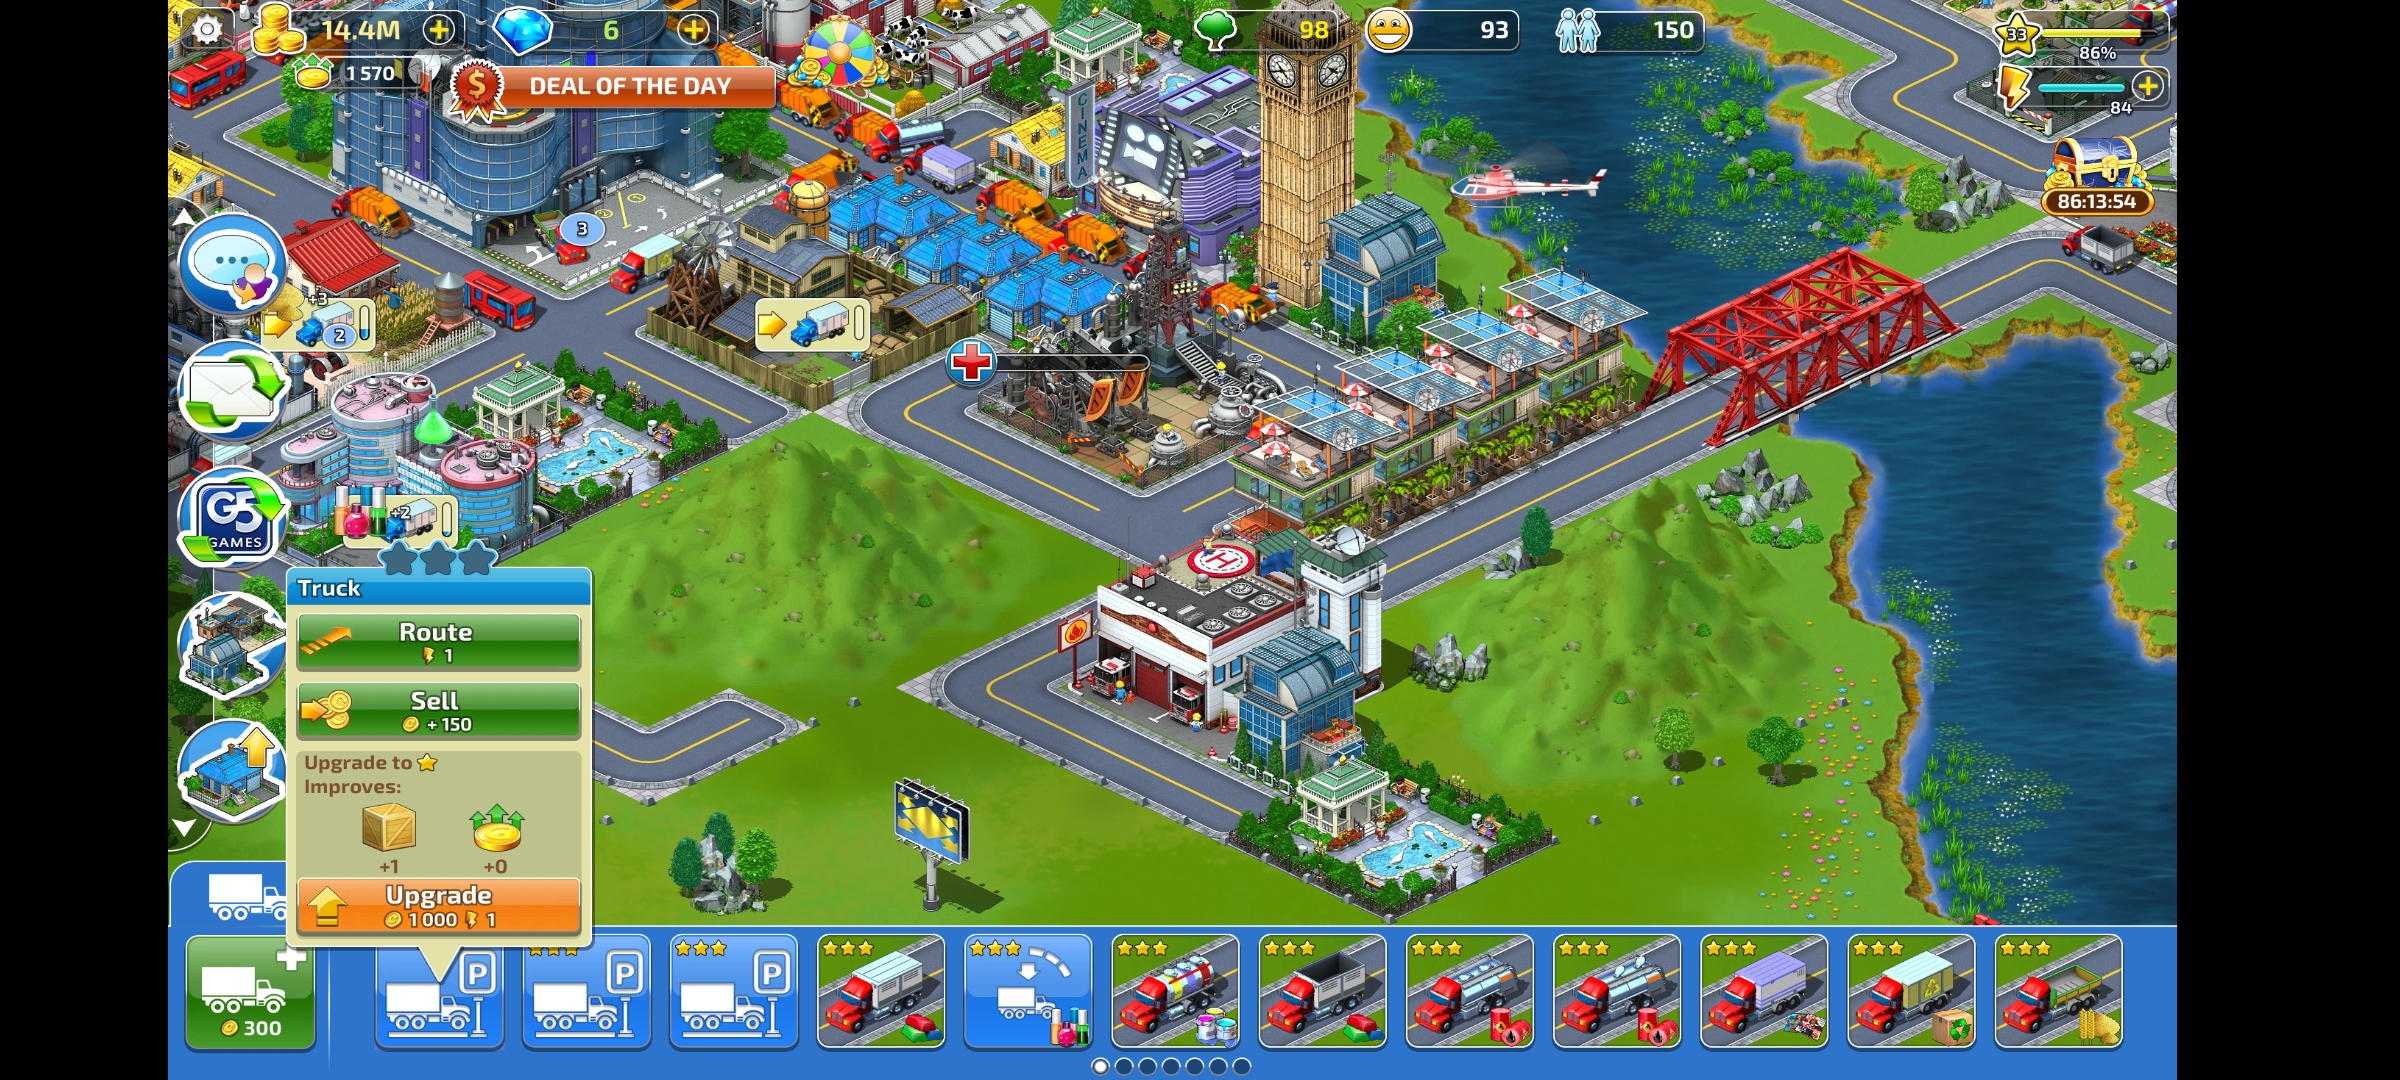 14.4M
6
98
93
150
33
86%
1 570
DEAL OF THE DAY
84
CINEMA
86:13:54
3
+3
2
G5
GAMES
+2
H
Truck
Route
1
Sell
+ 150
Upgrade to
Improves:
+1
+0
Upgrade
1 000
1
300
P
P
P